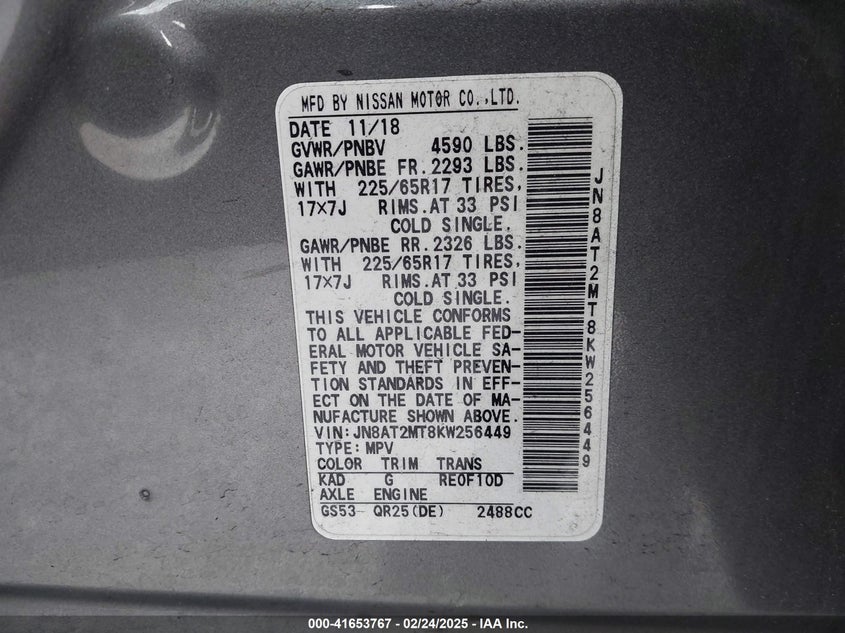 MFD BY NISSAN MOTOR CO.,LTD.
DATE 11/18
GVWR/PNBV 4590 LBS.
GAWR/PNBE FR. 2293 LBS.
WITH 225/65R17 TIRES,
17×7J RIMS. AT 33 PSI
COLD SINGLE.
GAWR/PNBE RR. 2326 LBS.
WITH 225/65R17 TIRES,
17×7J RIMS. AT 33 PSI
COLD SINGLE.
THIS VEHICLE CONFORMS
TO ALL APPLICABLE FED-
ERAL MOTOR VEHICLE SA-
FETY AND THEFT PREVEN-
TION STANDARDS IN EFF-
ECT ON THE DATE OF MA-
NUFACTURE SHOWN ABOVE.
VIN:JN8AT2MT8KW256449
TYPE: MPV
COLOR TRIM TRANS
KAD G RE0F10D
AXLE ENGINE
GS53- QR25(DE) 2488CC
JN8AT2MT8KW256449
000-41653767 - 02/24/2025 - IAA Inc.